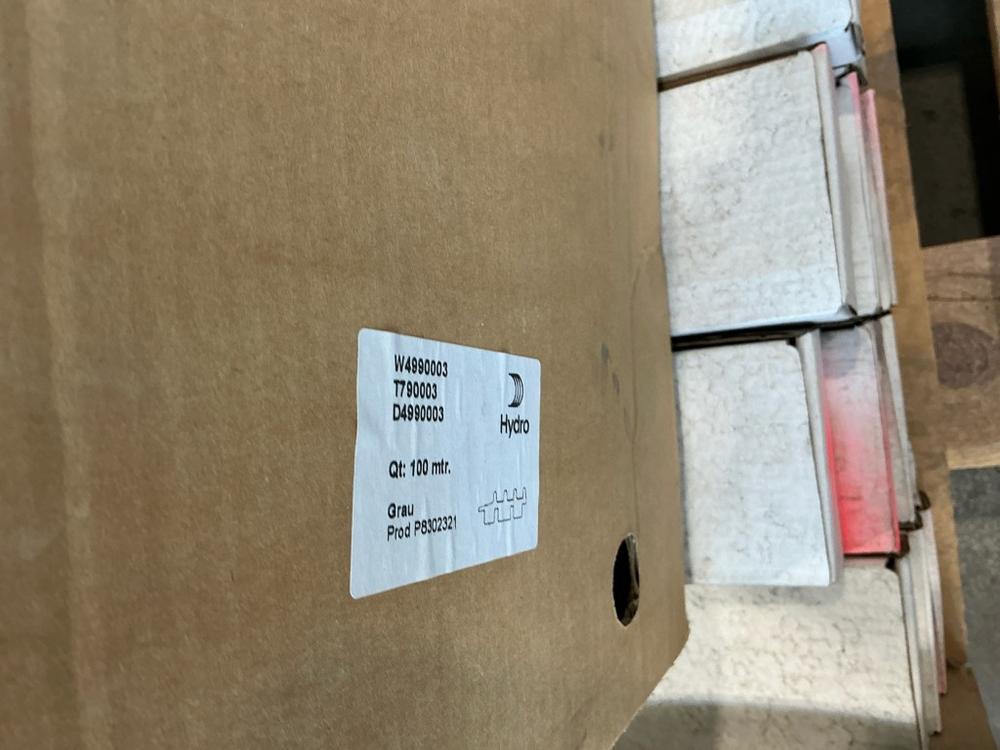 W4990003
T790003
D4990003
Hydro
Qt: 100 mtr.
Grau
Prod P8302321